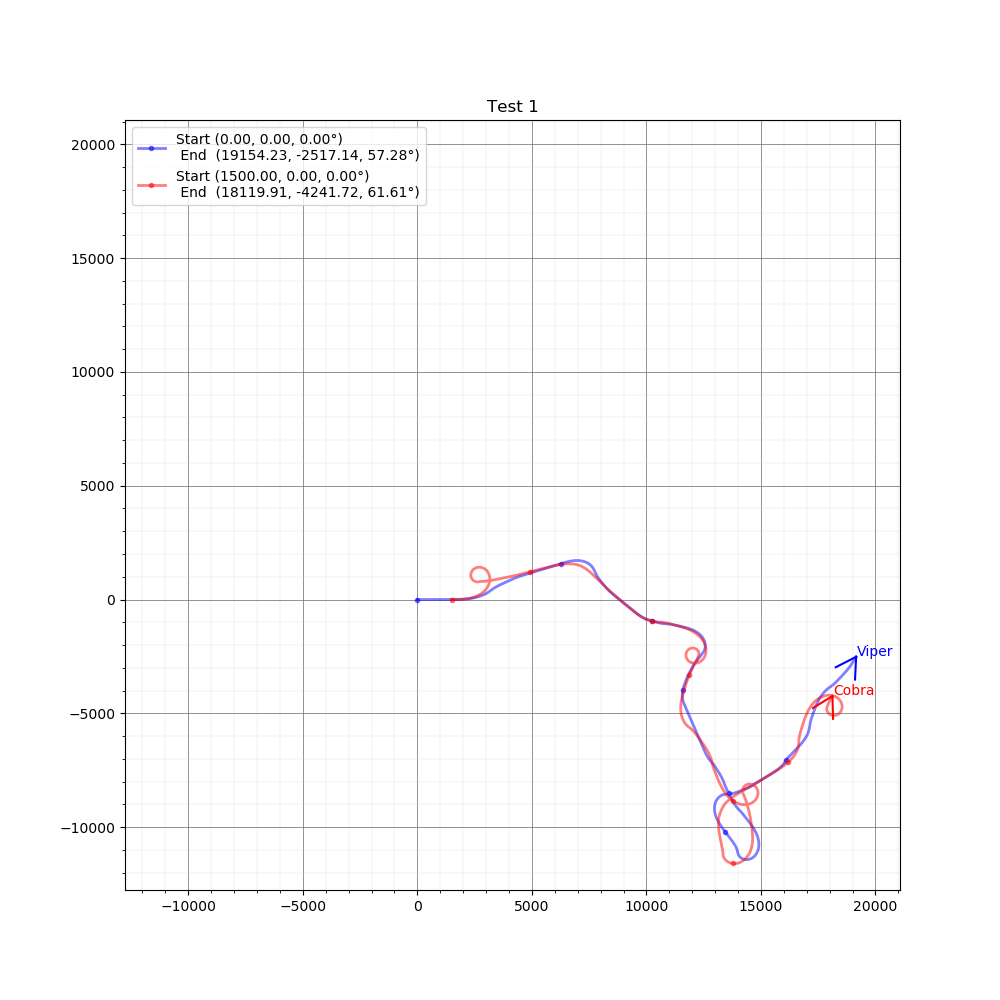 Test 1
Start (0.00, 0.00, 0.00°)
End (19154.23, -2517.14, 57.28°)
Start (1500.00, 0.00, 0.00°)
End (18119.91, -4241.72, 61.61°)
20000
15000
10000
5000
0
−5000
−10000
Viper
Cobra
−10000 −5000 0 5000 10000 15000 20000